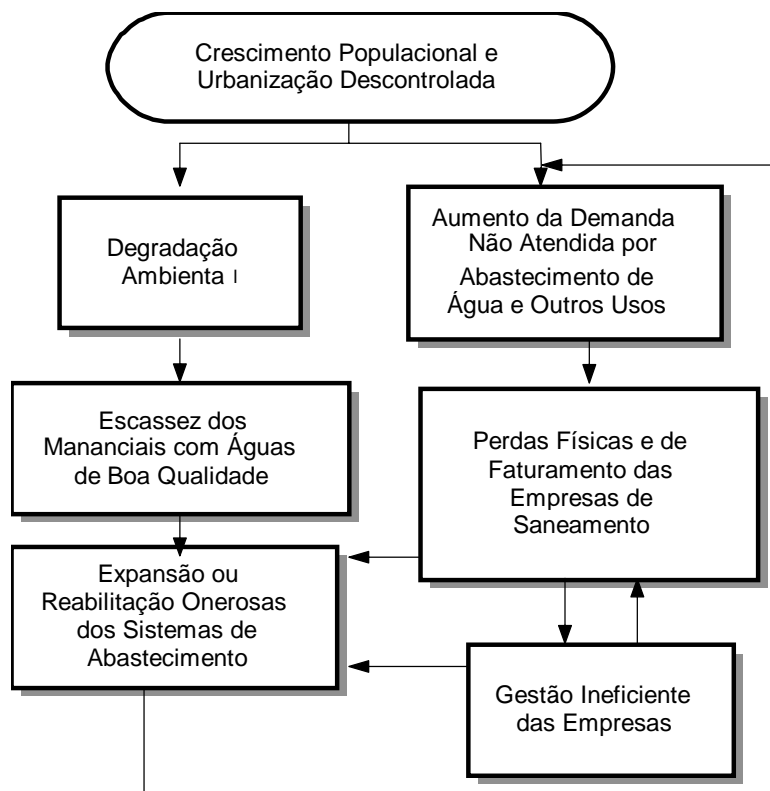 Crescimento Populacional e
Urbanização Descontrolada
Degradação
Ambienta l
Aumento da Demanda
Não Atendida por
Abastecimento de
Água e Outros Usos
Escassez dos
Mananciais com Águas
de Boa Qualidade
Perdas Físicas e de
Faturamento das
Empresas de
Saneamento
Expansão ou
Reabilitação Onerosas
dos Sistemas de
Abastecimento
Gestão Ineficiente
das Empresas